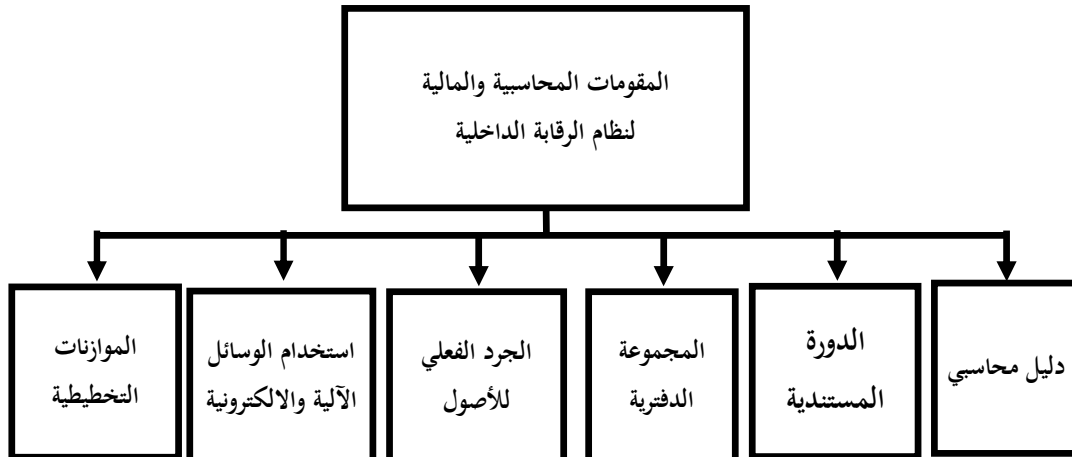 المقومات المحاسبية والمالية
لنظام الرقابة الداخلية
دليل محاسبي
الدورة
المستندية
المجموعة
الدفترية
الجرد الفعلي
للأصول
استخدام الوسائل
الآلية والالكترونية
الموازنات
التخطيطية